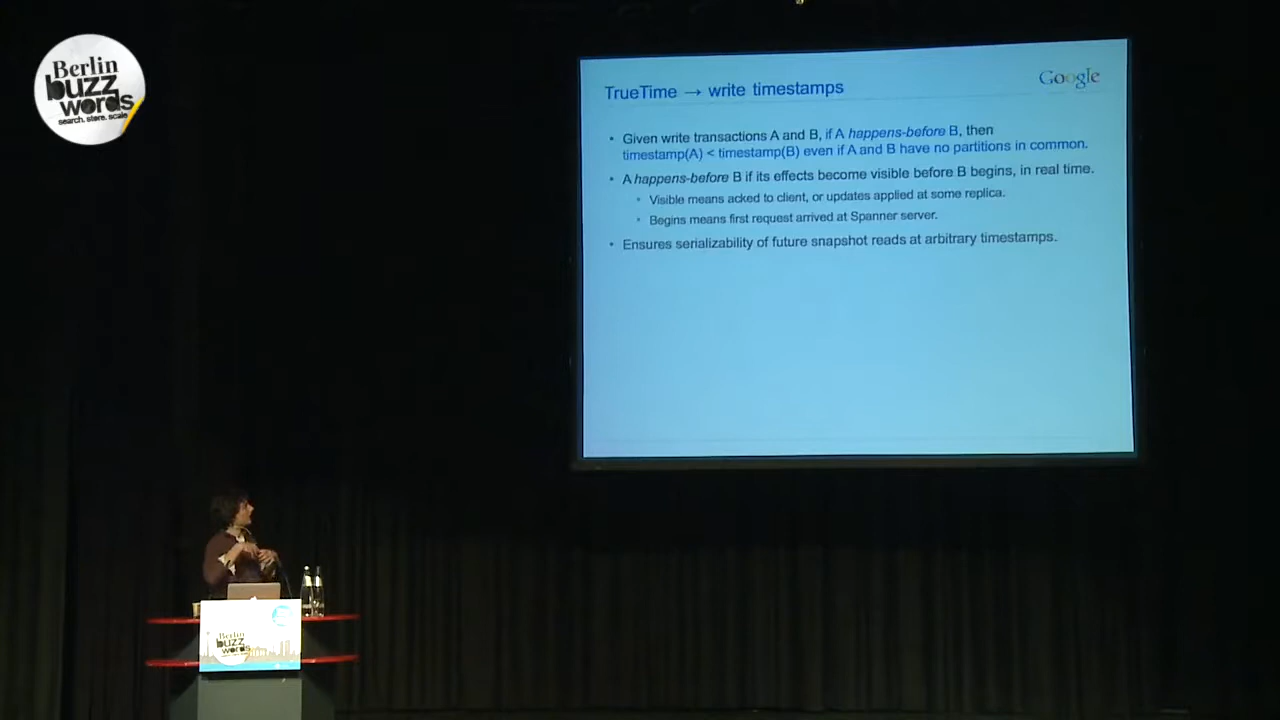 Berlin
buzz
words
search. store. scale
Google
TrueTime → write timestamps
• Given write transactions A and B, if A happens-before B, then
timestamp(A) < timestamp(B) even if A and B have no partitions in common.
• A happens-before B if its effects become visible before B begins, in real time.
• Visible means acked to client, or updates applied at some replica.
• Begins means first request arrived at Spanner server.
• Ensures serializability of future snapshot reads at arbitrary timestamps.
Berlin
buzz
words